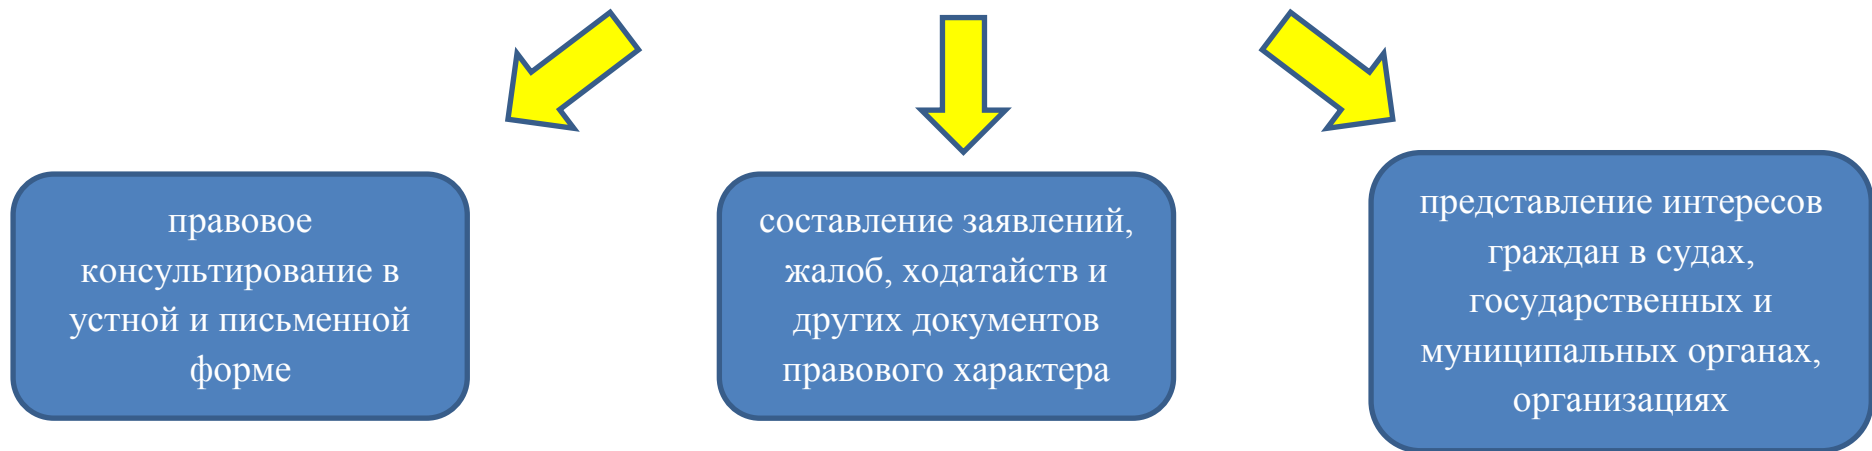 правовое
консультирование в
устной и письменной
форме
составление заявлений,
жалоб, ходатайств и
других документов
правового характера
представление интересов
граждан в судах,
государственных и
муниципальных органах,
организациях